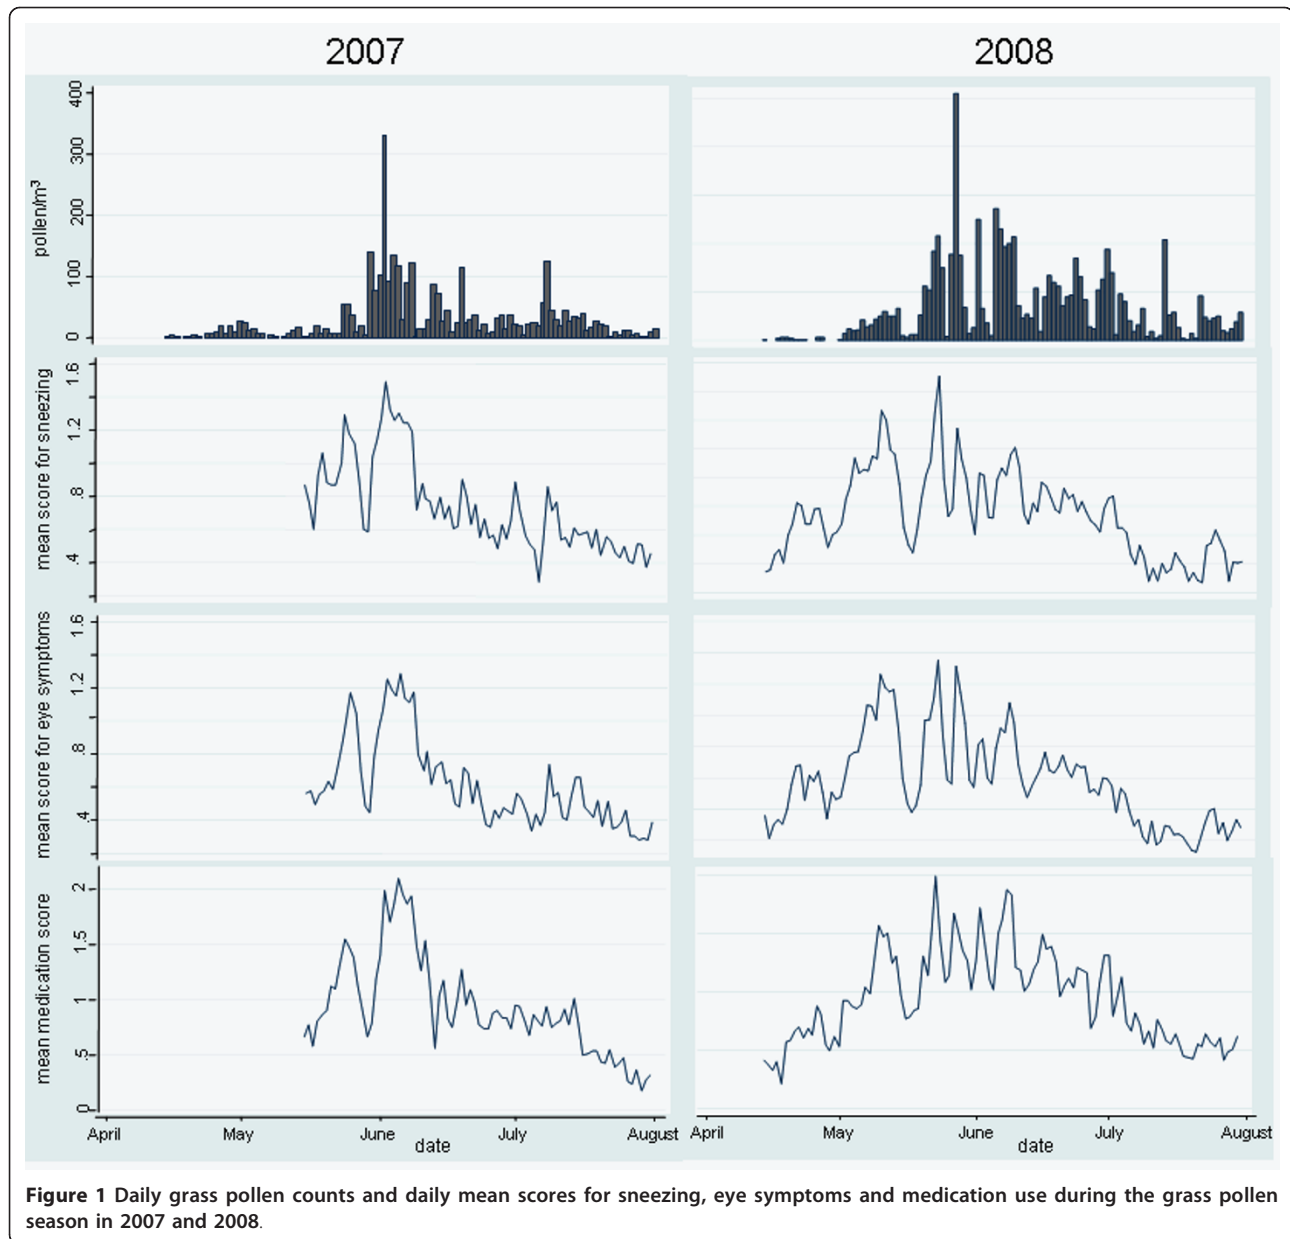 2007 2008
400
300
200
100
0
pollen/m³
1.6
1.2
.8
.4
mean score for sneezing
1.6
1.2
.8
.4
mean score for eye symptoms
2
1.5
1
.5
0
mean medication score
April May June July August April May June July August
date date
Figure 1 Daily grass pollen counts and daily mean scores for sneezing, eye symptoms and medication use during the grass pollen
season in 2007 and 2008.